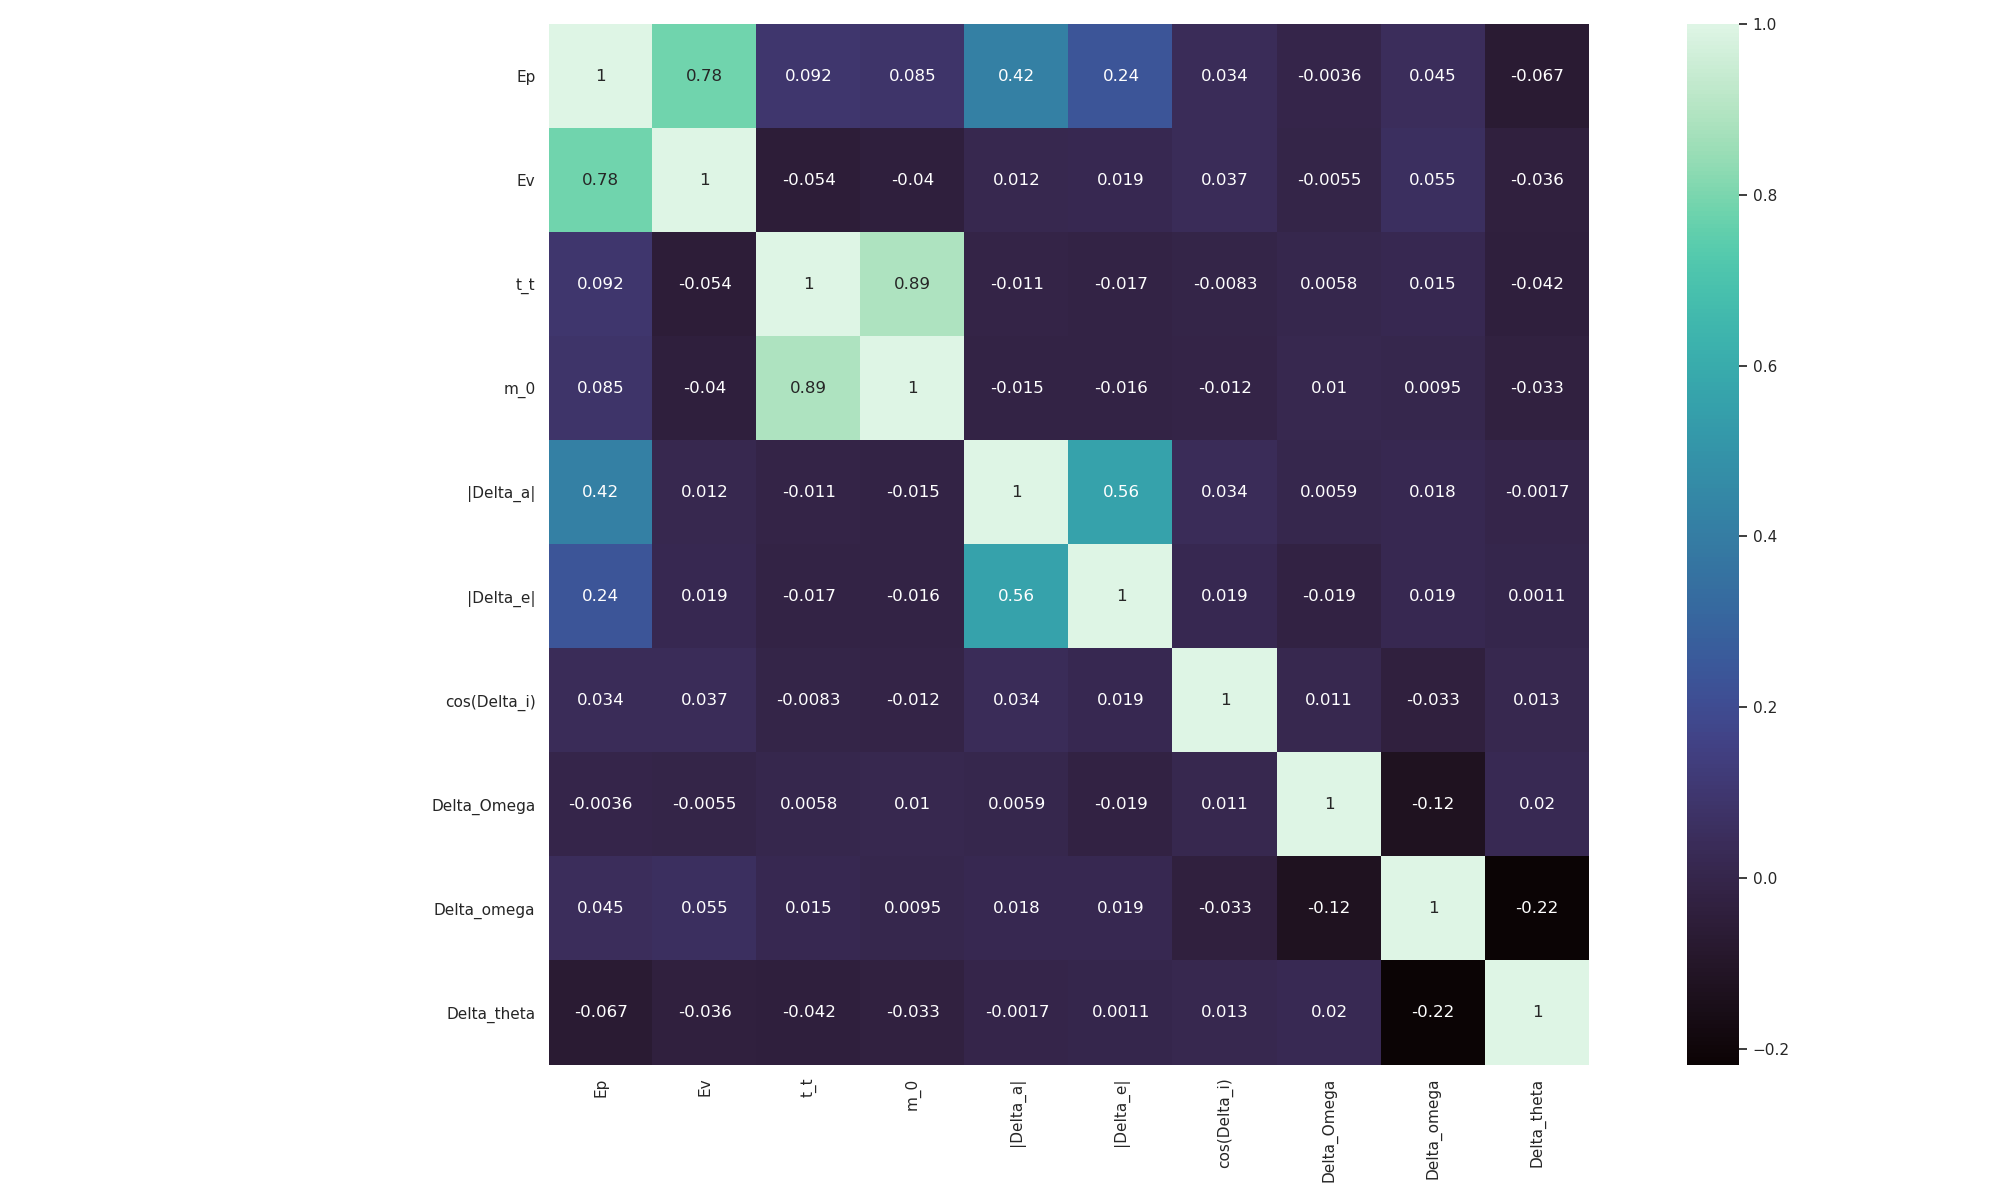 Ep 1 0.78 0.092 0.085 0.42 0.24 0.034 -0.0036 0.045 -0.067
Ev 0.78 1 -0.054 -0.04 0.012 0.019 0.037 -0.0055 0.055 -0.036
t_t 0.092 -0.054 1 0.89 -0.011 -0.017 -0.0083 0.0058 0.015 -0.042
m_0 0.085 -0.04 0.89 1 -0.015 -0.016 -0.012 0.01 0.0095 -0.033
|Delta_a| 0.42 0.012 -0.011 -0.015 1 0.56 0.034 0.0059 0.018 -0.0017
|Delta_e| 0.24 0.019 -0.017 -0.016 0.56 1 0.019 -0.019 0.019 0.0011
cos(Delta_i) 0.034 0.037 -0.0083 -0.012 0.034 0.019 1 0.011 -0.033 0.013
Delta_Omega -0.0036 -0.0055 0.0058 0.01 0.0059 -0.019 0.011 1 -0.12 0.02
Delta_omega 0.045 0.055 0.015 0.0095 0.018 0.019 -0.033 -0.12 1 -0.22
Delta_theta -0.067 -0.036 -0.042 -0.033 -0.0017 0.0011 0.013 0.02 -0.22 1
Ep Ev t_t m_0 |Delta_a| |Delta_e| cos(Delta_i) Delta_Omega Delta_omega Delta_theta
1.0
0.8
0.6
0.4
0.2
0.0
−0.2